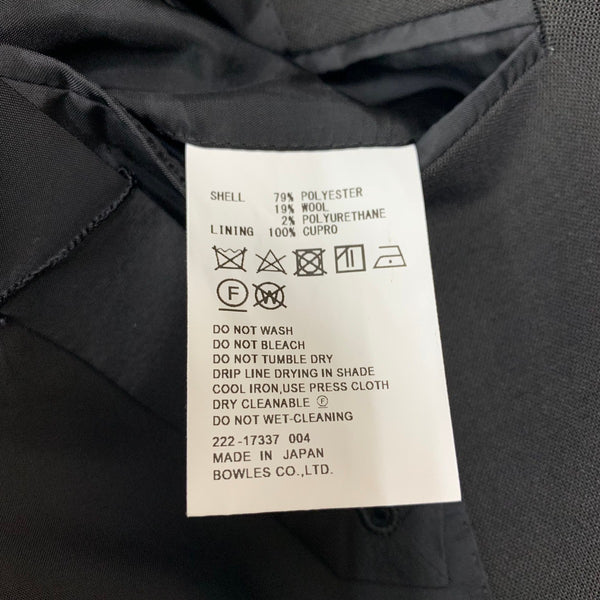 SHELL 79% POLYESTER
19% WOOL
2% POLYURETHANE
LINING 100% CUPRO
F W
DO NOT WASH
DO NOT BLEACH
DO NOT TUMBLE DRY
DRIP LINE DRYING IN SHADE
COOL IRON,USE PRESS CLOTH
DRY CLEANABLE Ⓕ
DO NOT WET-CLEANING
222-17337 004
MADE IN JAPAN
BOWLES CO.,LTD.